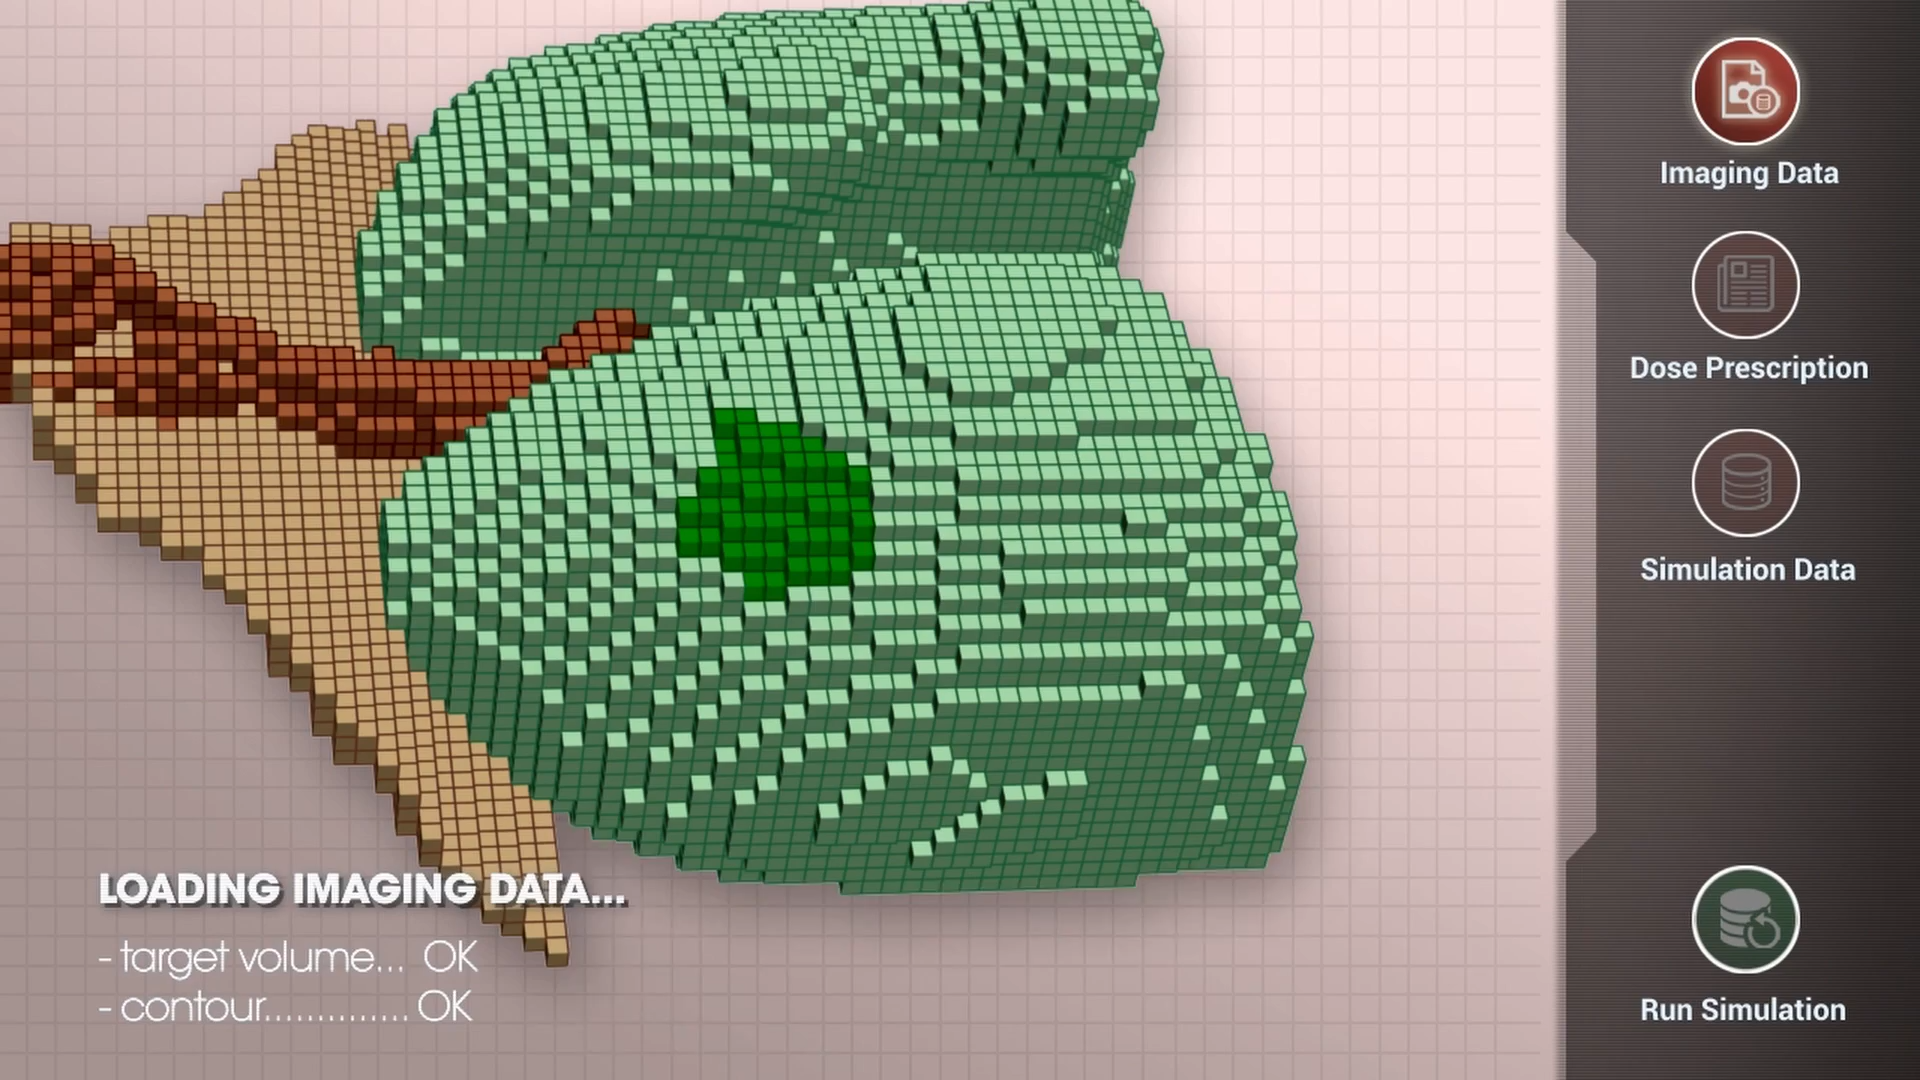 Imaging Data
Dose Prescription
Simulation Data
Run Simulation
LOADING IMAGING DATA...
- target volume... OK
- contour.............. OK